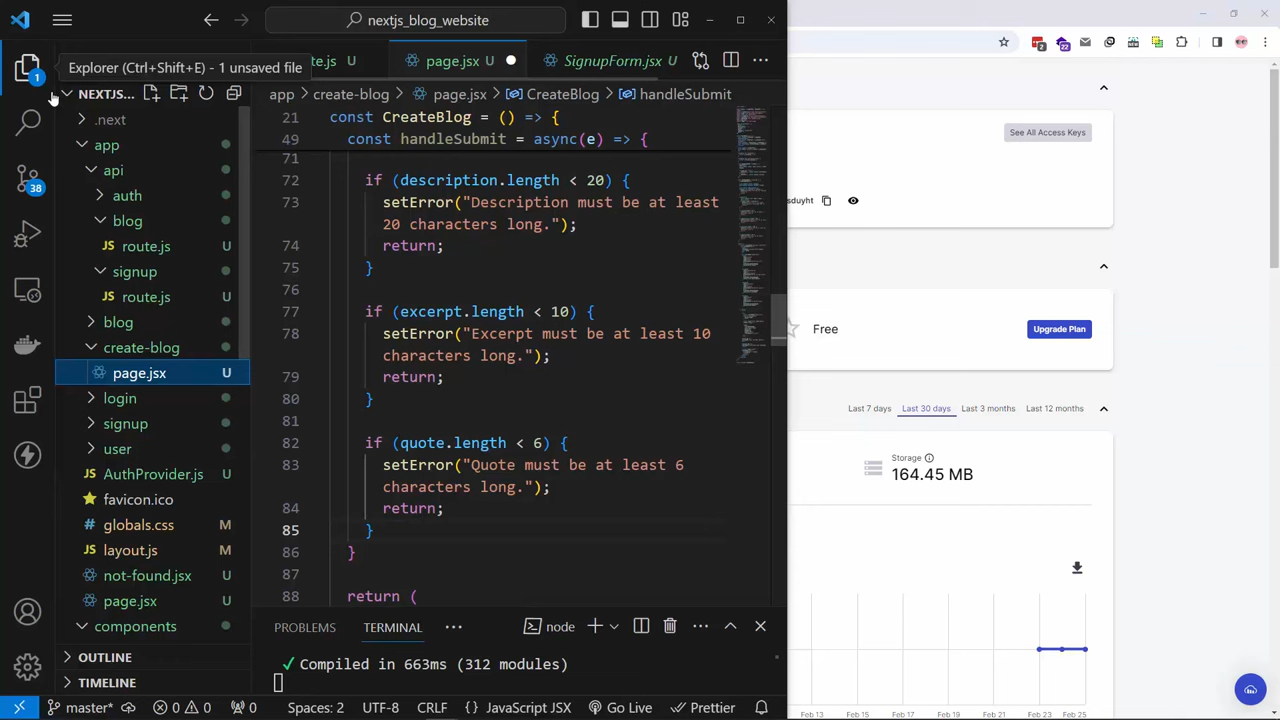 nextjs_blog_website
te.js
page.jsx
SignupForm.jsx U
Explorer (Ctrl+Shift+E) - 1 unsaved file
1
NEXTJS...
app > create-blog > page.jsx > CreateBlog > handleSubmit
.next
app
ap
blo
route.js U
signup
ute.js U
blog
-blog
page.jsx U
login
signup
user
AuthProvider.js U
favicon.ico
globals.css M
layout.js M
not-found.jsx U
page.jsx U
components
OUTLINE
TIMELINE
38
21 const CreateBlog = () => {
49 handleSubmit = async (e) => {
71
72 if (description.length < 20) {
73 setError("Description must be at least
20 characters long.");
74 return;
75 }
76
77 if (excerpt.length < 10) {
78 setError("Excerpt must be at least 10
characters long.");
79 return;
80 }
81
82 if (quote.length < 6) {
83 setError("Quote must be at least 6
characters long.");
84 return;
85 }
86 }
87
88 return (
PROBLEMS TERMINAL ... node
✓ Compiled in 663ms (312 modules)
master 0 0 0 Spaces: 2 UTF-8 CRLF {} JavaScript JSX Go Live Prettier
2
22
See All Access Keys
sduyht
Free
Upgrade Plan
Last 7 days Last 30 days Last 3 months Last 12 months
Storage
164.45 MB
Feb 13 Feb 15 Feb 17 Feb 19 Feb 21 Feb 23 Feb 25